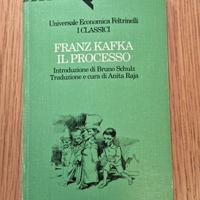 Universale Economica Feltrinelli
I CLASSICI
FRANZ KAFKA
IL PROCESSO
Introduzione di Bruno Schulz
Traduzione e cura di Anita Raja